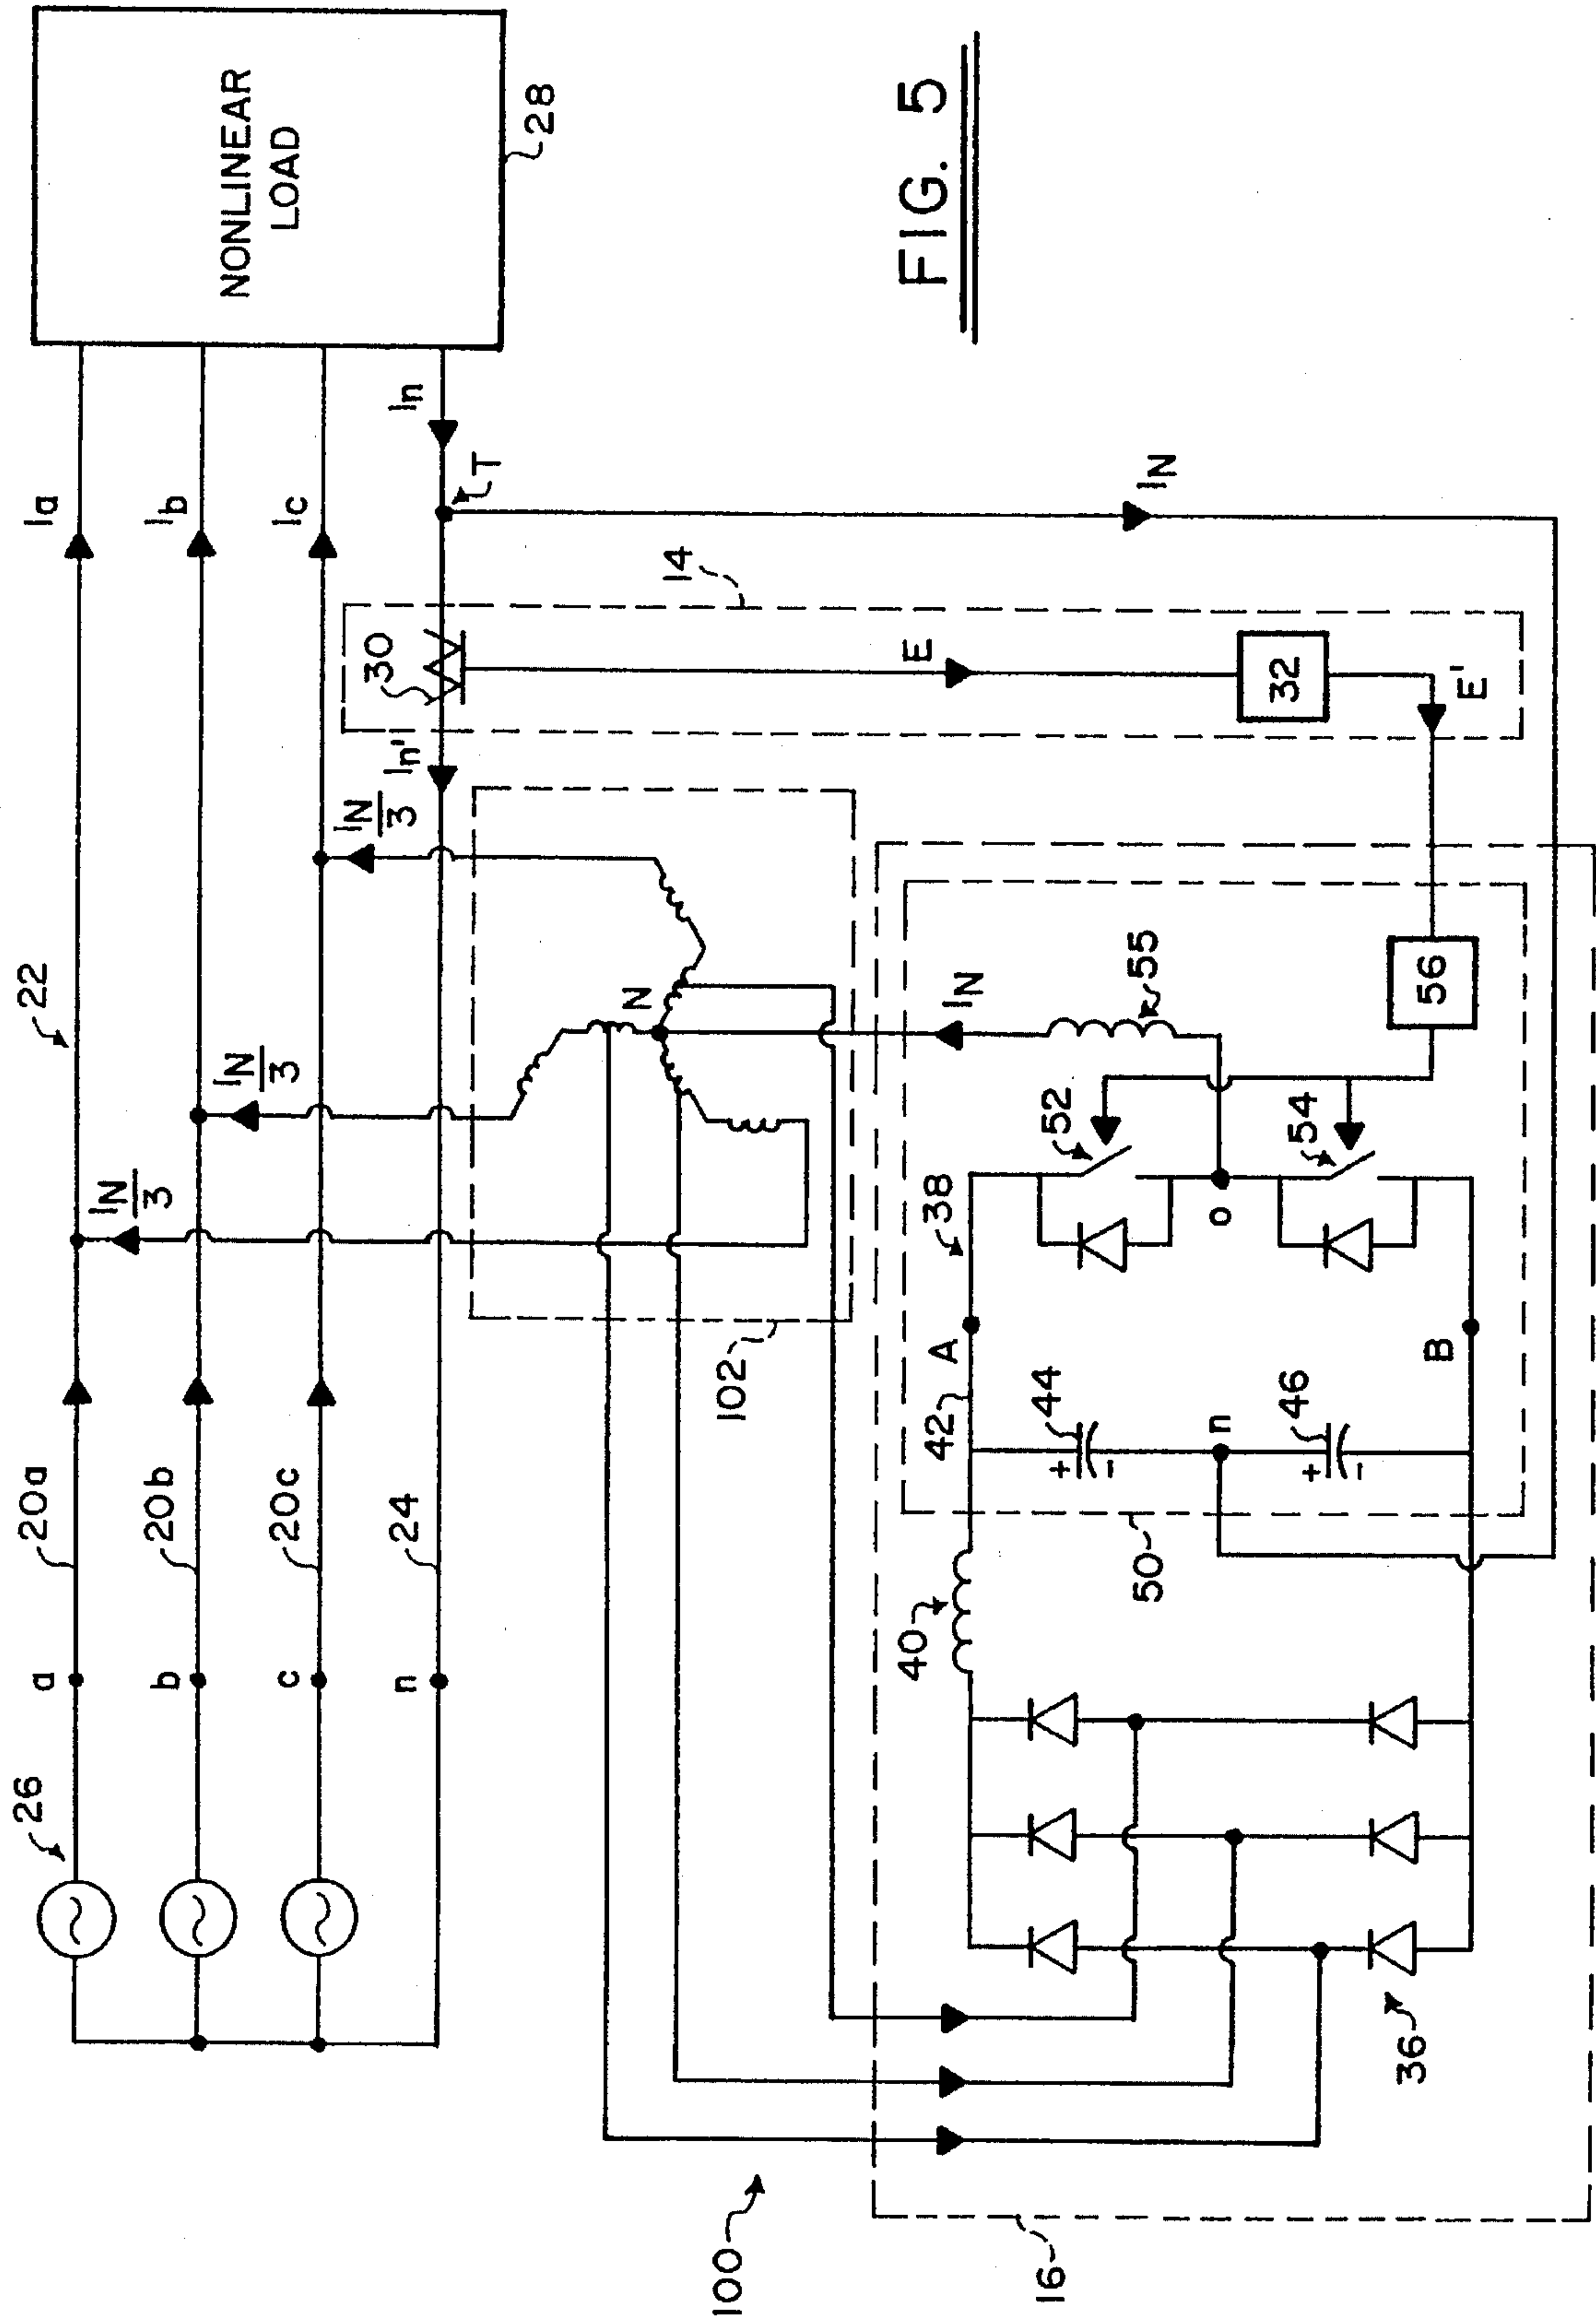 NONLINEAR
LOAD
28
Ia
Ib
Ic
In
T
IN
22
14
30
E
32
E'
In'
IN
3
IN
3
IN
3
N
IN
55
56
102
52
54
38
o
A
B
42
44
n
46
50
40
20a
20b
20c
24
a
b
c
n
26
36
100
16
+
-
+
-
FIG. 5